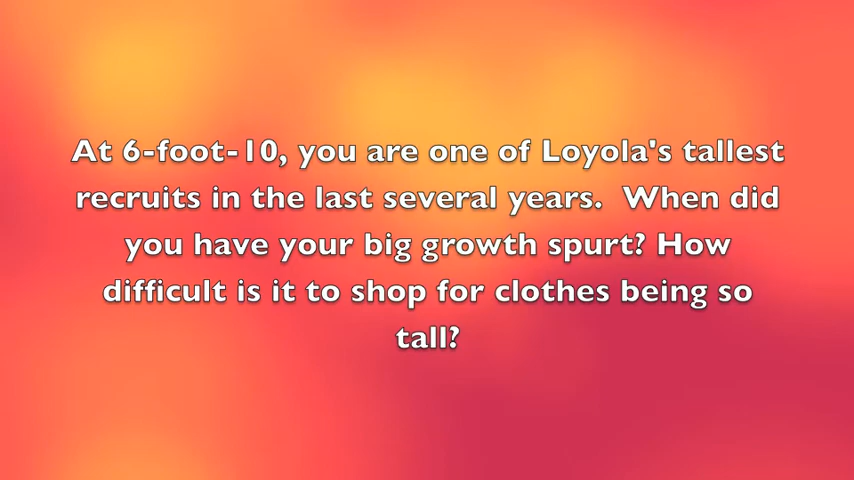 At 6-foot-10, you are one of Loyola's tallest
recruits in the last several years.  When did
you have your big growth spurt? How
difficult is it to shop for clothes being so
tall?